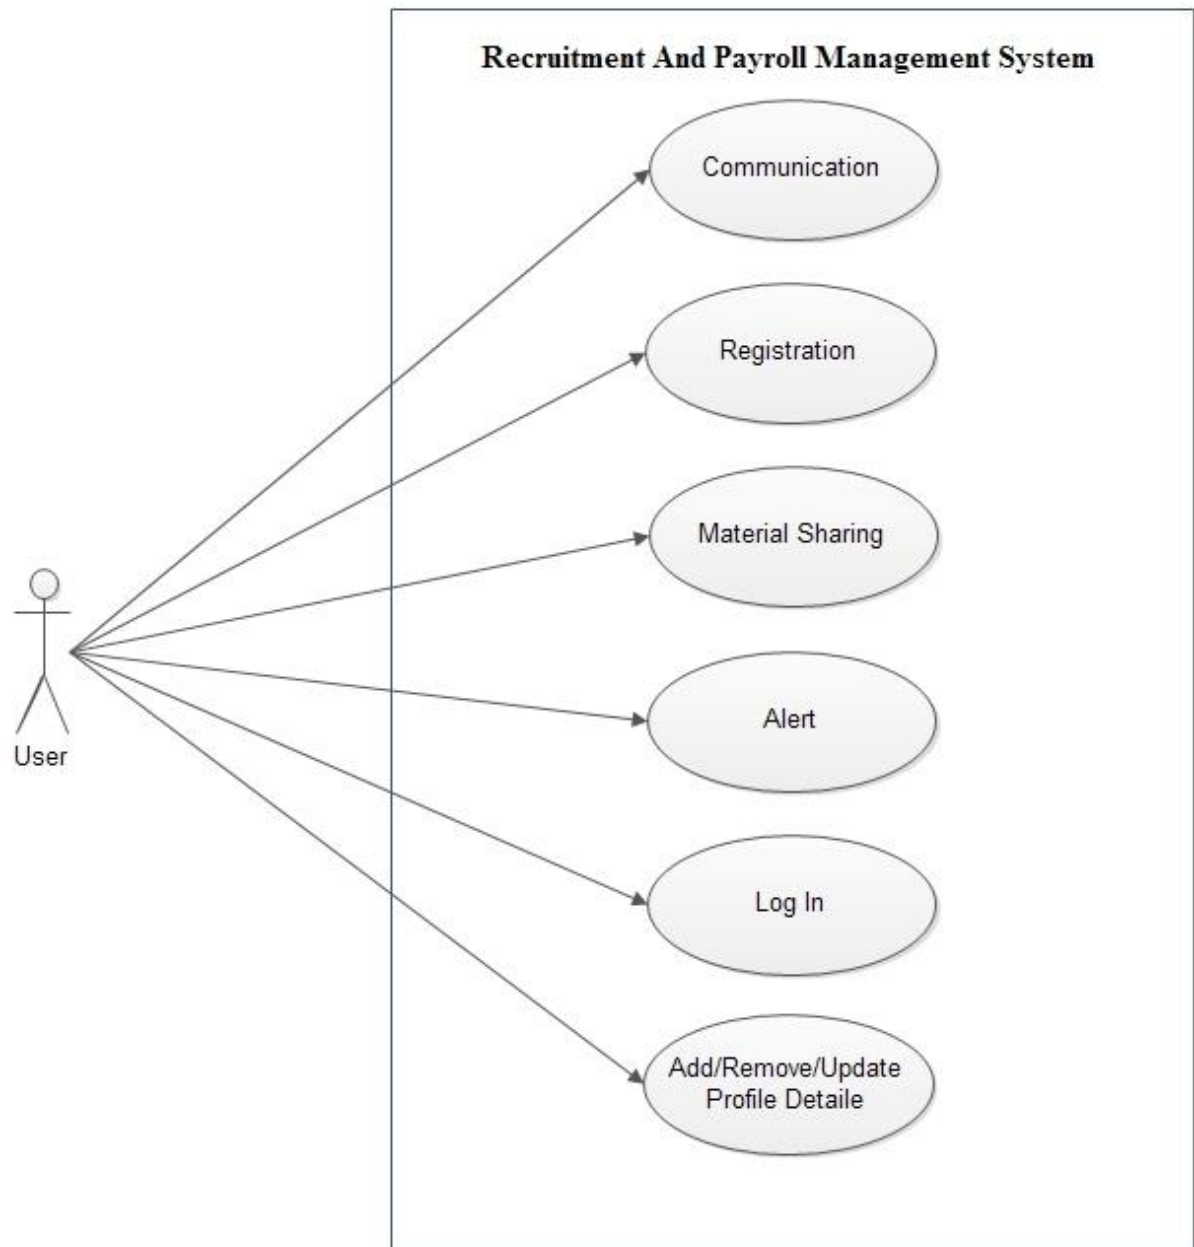 Recruitment And Payroll Management System
Communication
Registration
Material Sharing
Alert
Log In
Add/Remove/Update
Profile Detaile
User